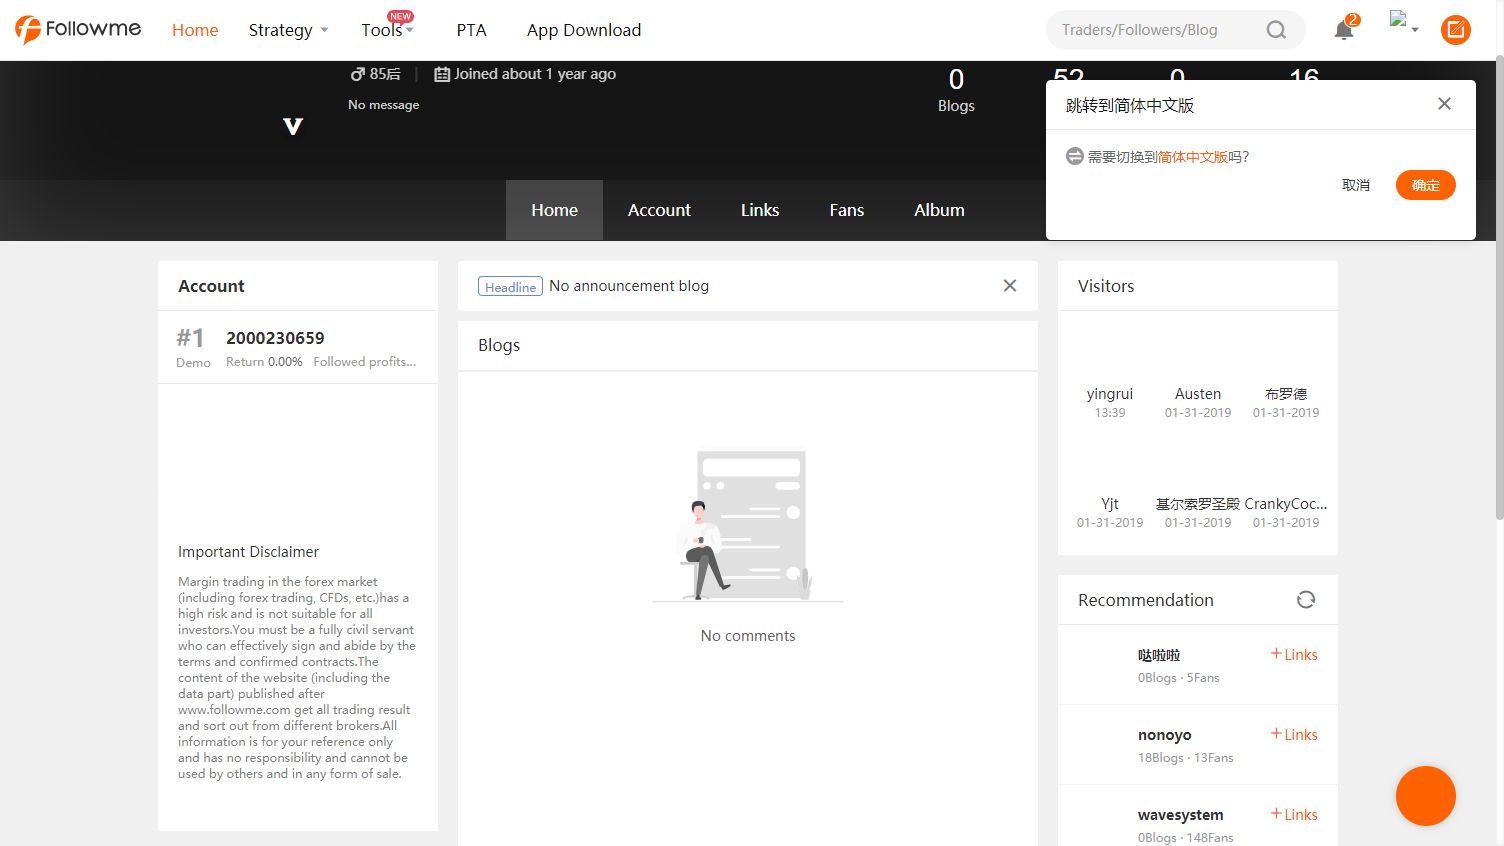 Followme
Home
Strategy
Tools
NEW
PTA
App Download
Traders/Followers/Blog
2
85后
Joined about 1 year ago
No message
V
0
52
0
16
Blogs
跳转到简体中文版
需要切换到简体中文版吗?
取消
确定
Home
Account
Links
Fans
Album
Account
#1
2000230659
Demo
Return 0.00%
Followed profits...
Important Disclaimer
Margin trading in the forex market
(including forex trading, CFDs, etc.)has a
high risk and is not suitable for all
investors.You must be a fully civil servant
who can effectively sign and abide by the
terms and confirmed contracts.The
content of the website (including the
data part) published after
www.followme.com get all trading result
and sort out from different brokers.All
information is for your reference only
and has no responsibility and cannot be
used by others and in any form of sale.
Headline No announcement blog
Blogs
No comments
Visitors
yingrui
13:39
Austen
01-31-2019
布罗德
01-31-2019
Yjt
01-31-2019
基尔索罗圣殿
01-31-2019
CrankyCoc...
01-31-2019
Recommendation
哒啦啦
0Blogs · 5Fans
+Links
nonoyo
18Blogs · 13Fans
+Links
wavesystem
0Blogs · 148Fans
+Links